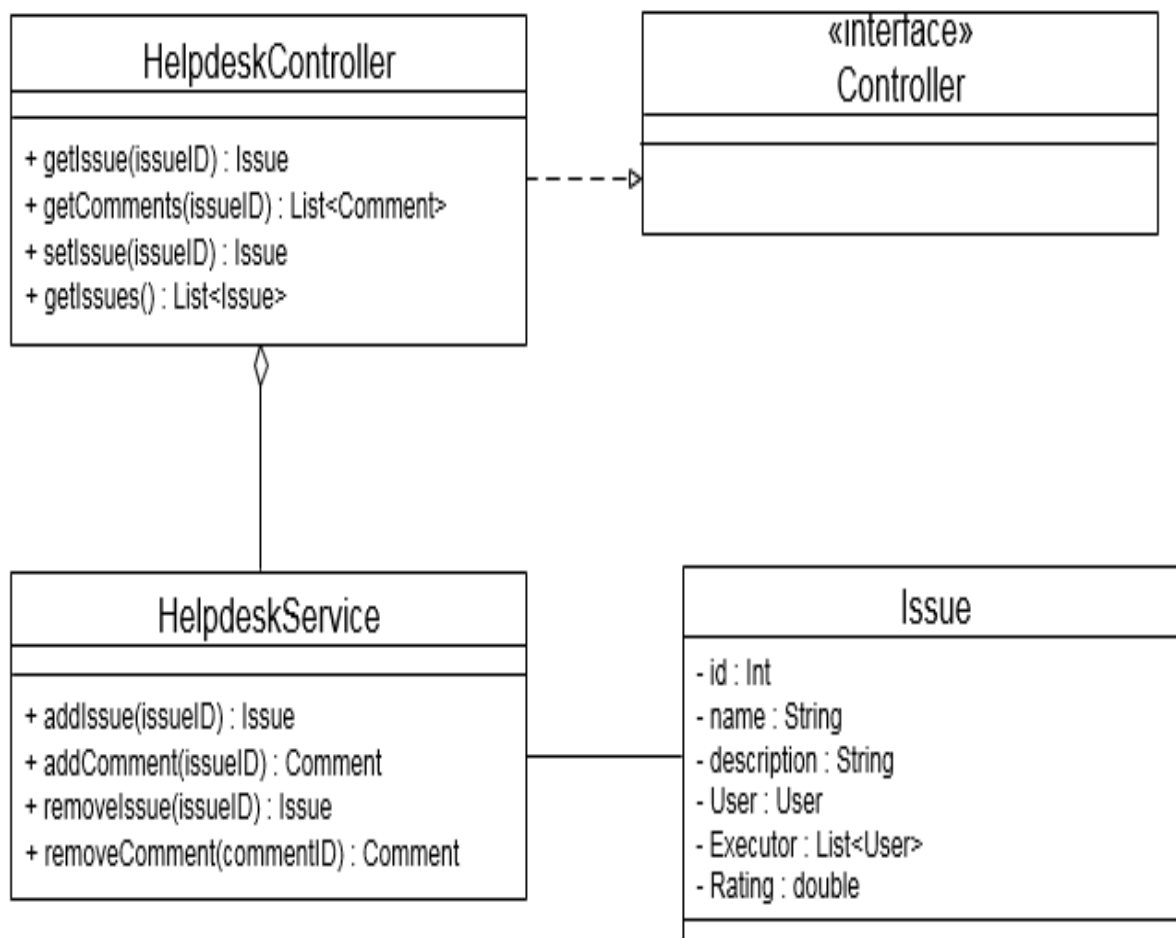 HelpdeskController
+ getIssue(issueID) : Issue
+ getComments(issueID) : List<Comment>
+ setIssue(issueID) : Issue
+ getIssues() : List<Issue>
«interface»
Controller
HelpdeskService
+ addIssue(issueID) : Issue
+ addComment(issueID) : Comment
+ removeIssue(issueID) : Issue
+ removeComment(commentID) : Comment
Issue
- id : Int
- name : String
- description : String
- User : User
- Executor : List<User>
- Rating : double